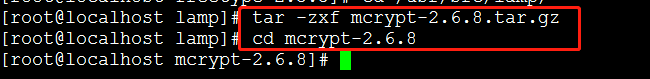 [root@localhost lamp]# tar -zxf mcrypt-2.6.8.tar.gz
[root@localhost lamp]# cd mcrypt-2.6.8
[root@localhost mcrypt-2.6.8]#